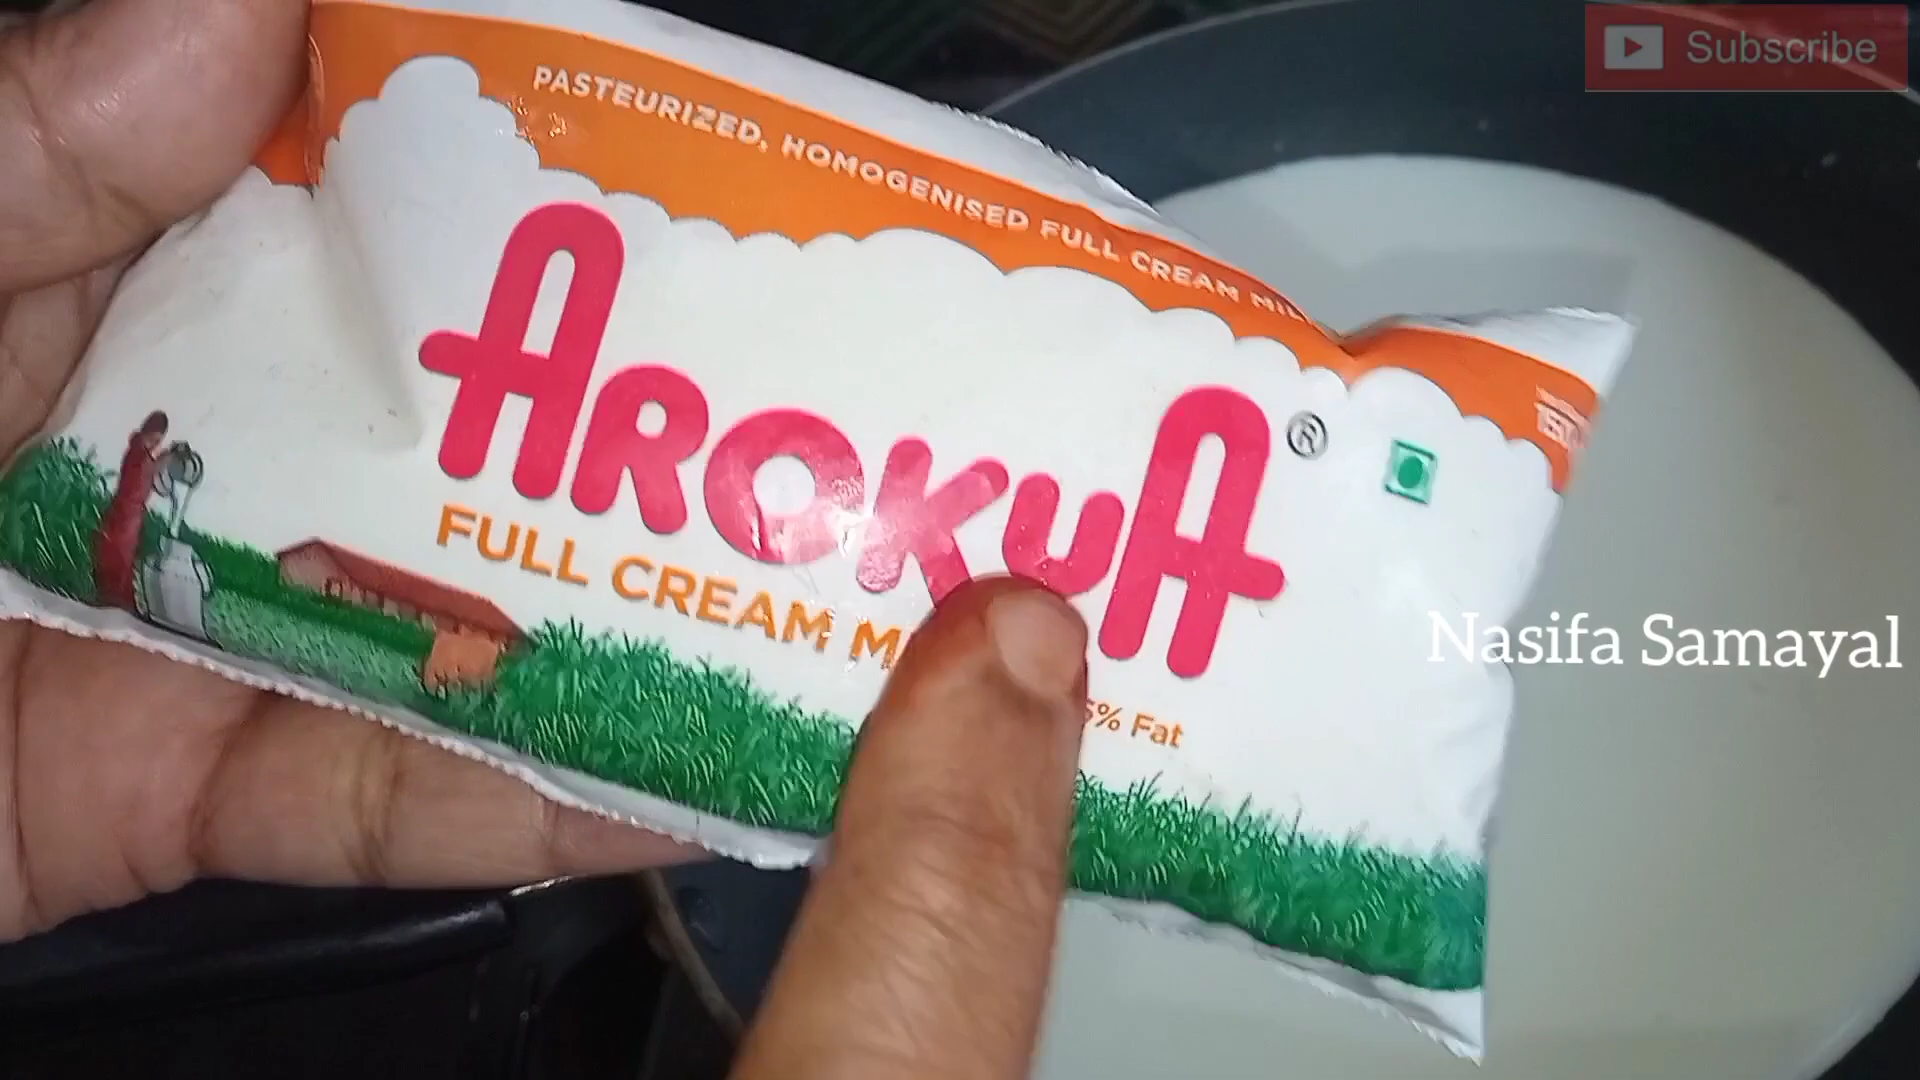 Subscribe
PASTEURIZED, HOMOGENISED FULL CREAM
AROKYA ®
FULL CREAM
% Fat
Nasifa Samayal